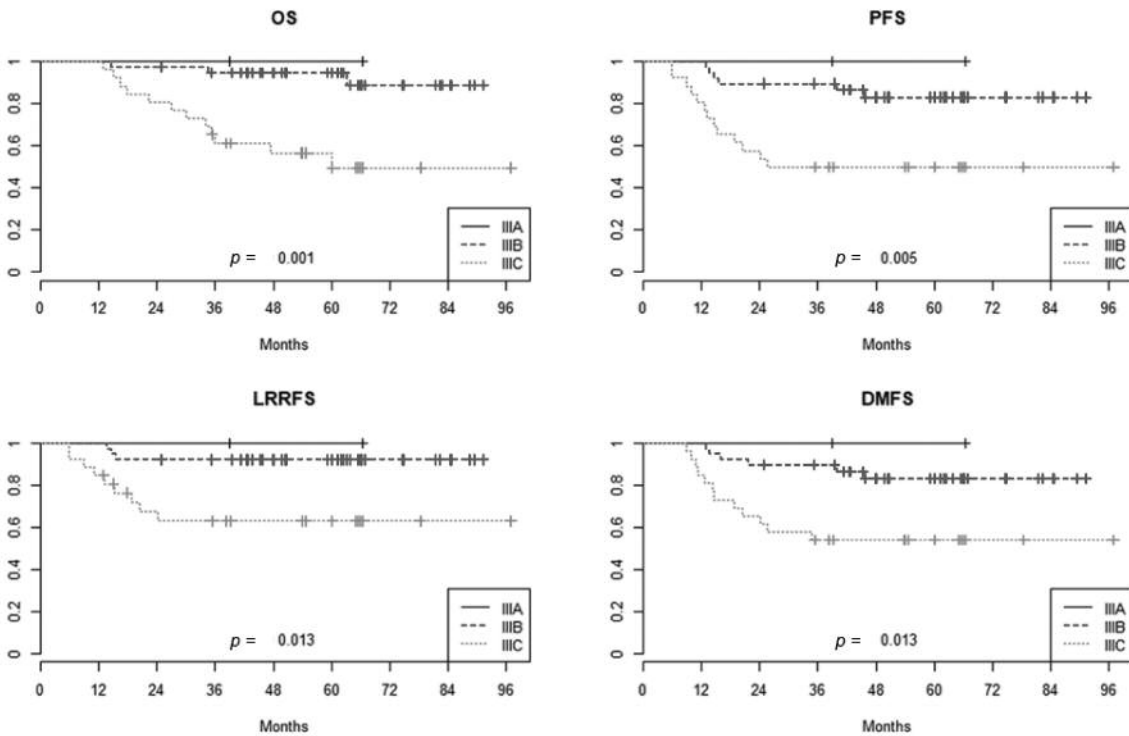 OS
1
0.8
0.6
0.4
0.2
0
IIIA
IIIB
IIIC
p = 0.001
0 12 24 36 48 60 72 84 96
Months
PFS
1
0.8
0.6
0.4
0.2
0
IIIA
IIIB
IIIC
p = 0.005
0 12 24 36 48 60 72 84 96
Months
LRRFS
1
0.8
0.6
0.4
0.2
0
IIIA
IIIB
IIIC
p = 0.013
0 12 24 36 48 60 72 84 96
Months
DMFS
1
0.8
0.6
0.4
0.2
0
IIIA
IIIB
IIIC
p = 0.013
0 12 24 36 48 60 72 84 96
Months